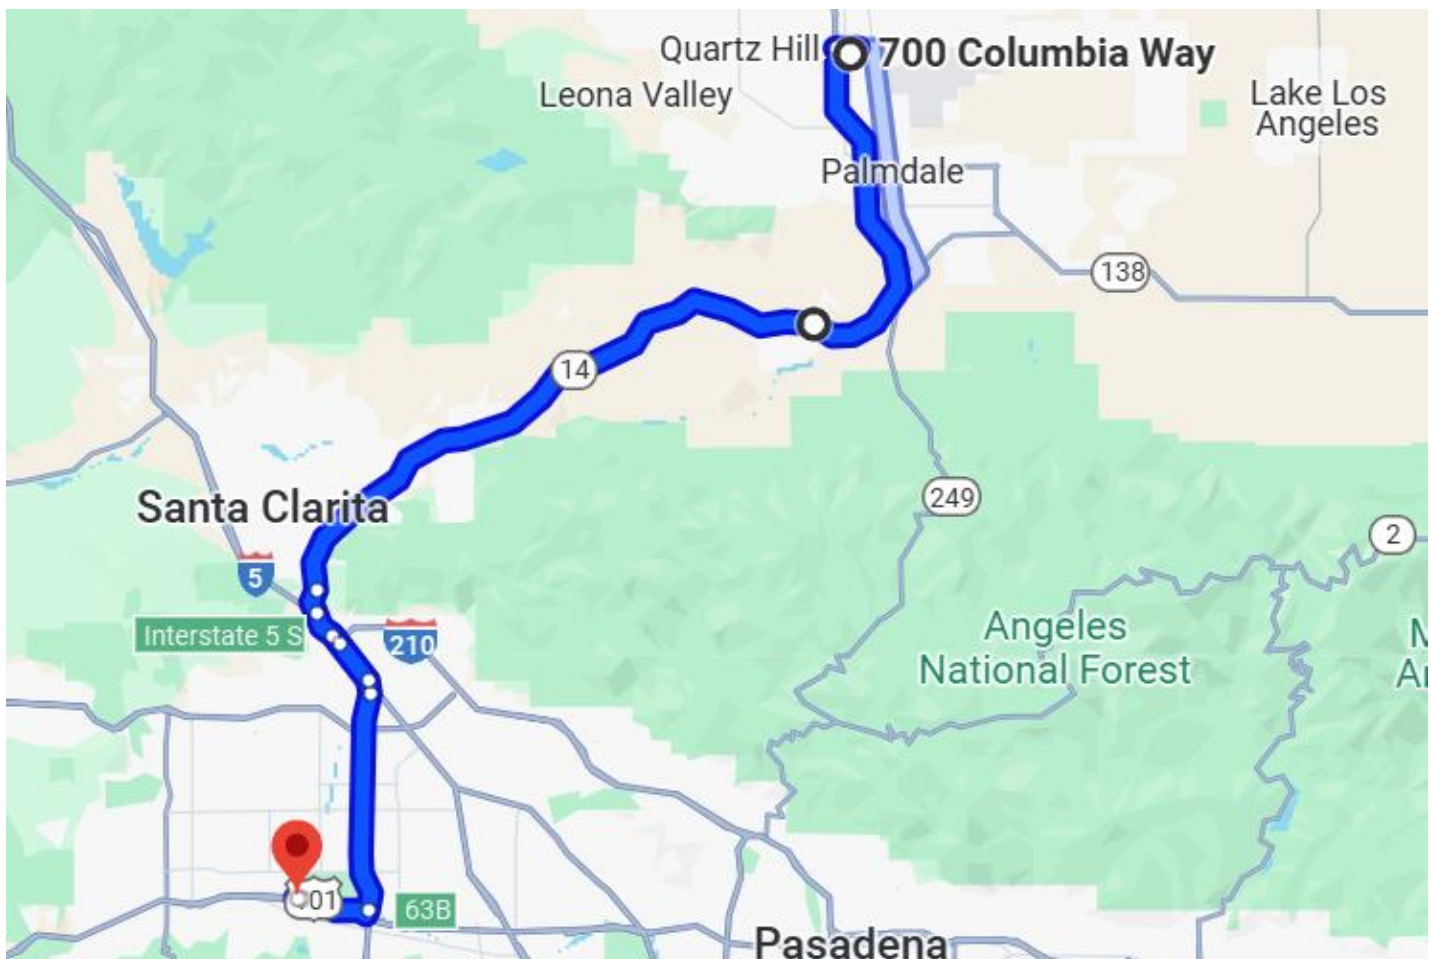 Quartz Hill
700 Columbia Way
Leona Valley
Lake Los
Angeles
Palmdale
138
14
249
Santa Clarita
2
5
Interstate 5 S
210
Angeles
National Forest
M
A
01
63B
Pasadena